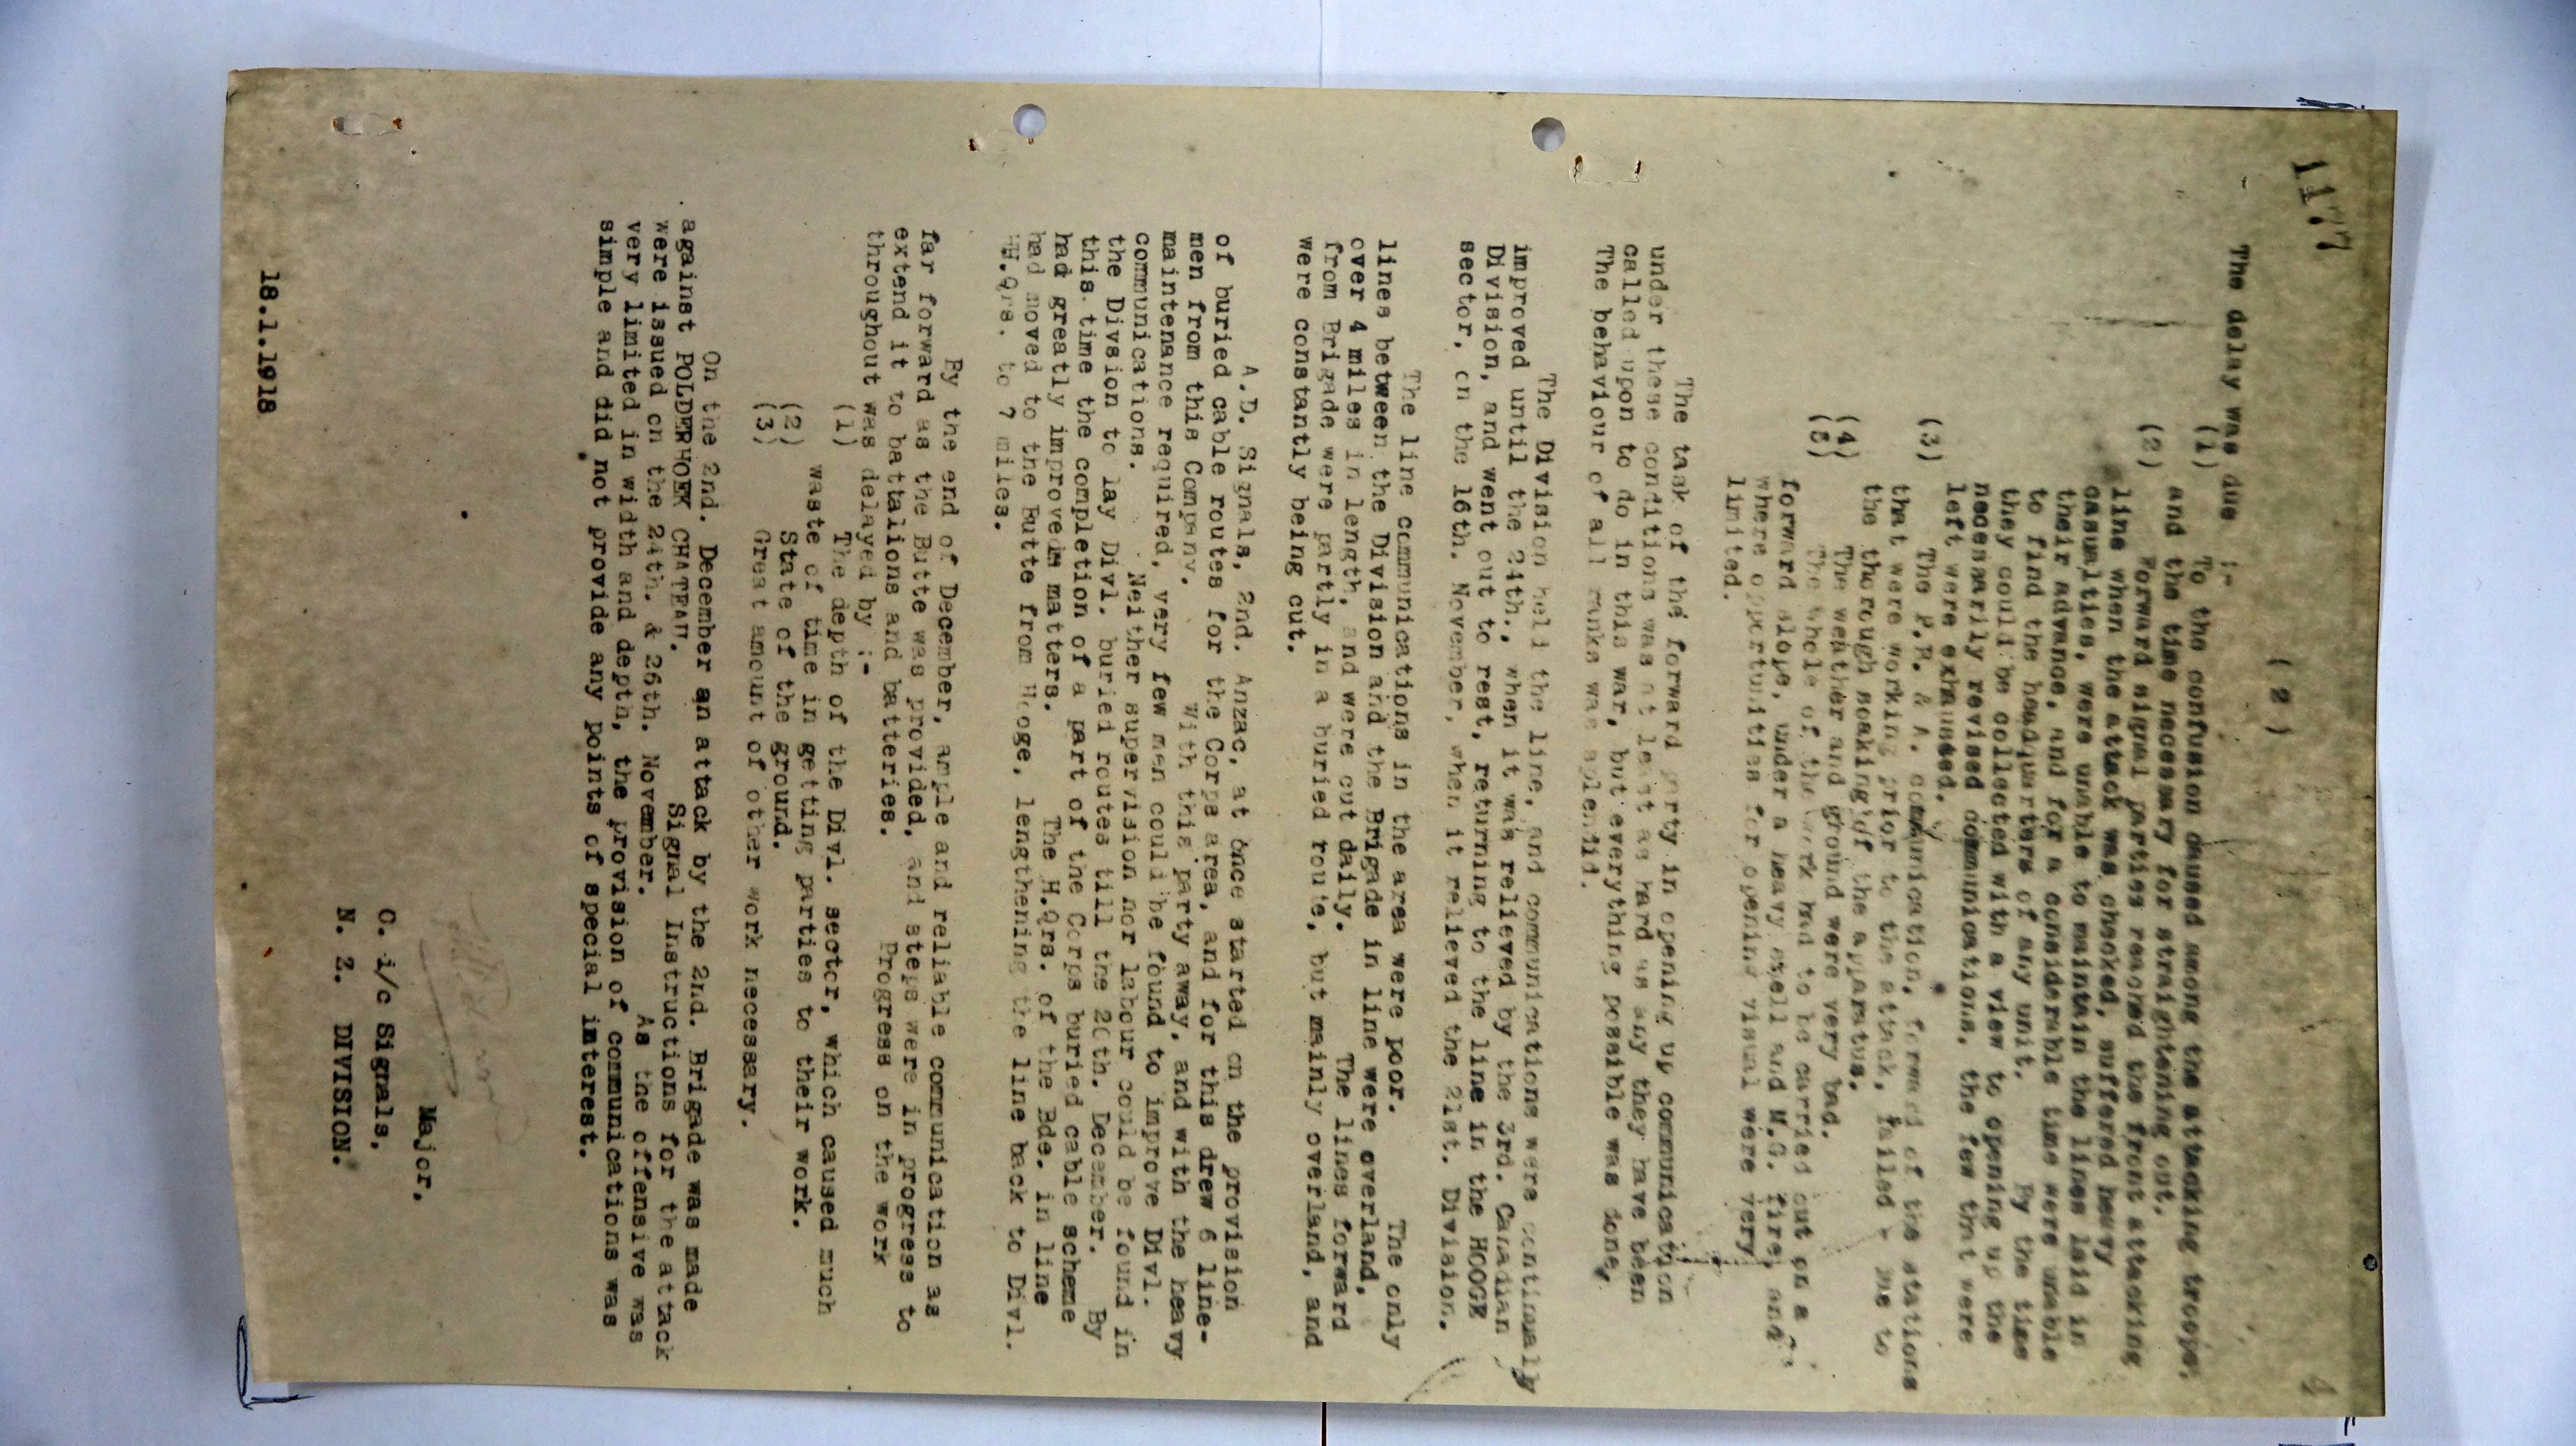 1177
( 2 )
4
The delay was due :-
(1) To the confusion caused among the attacking troops,
and the time necessary for straightening out.
(2) Forward signal parties reached the front attacking
line when the attack was checked, suffered heavy
casualties, were unable to maintain the lines laid in
their advance, and for a considerable time were unable
to find the headquarters of any unit. By the time
they could be collected with a view to opening up the
necessarily revised communications, the few that were
left were exhausted.
(3) The P.B. & A. communication, forward of the stations
that were working prior to the attack, failed - due to
the thorough soaking of the apparatus.
(4) The weather and ground were very bad.
(5) The whole of the work had to be carried out on a
forward slope, under a heavy shell and M.G. fire, and
where opportunities for opening visual were very
limited.
The task of the forward party in opening up communication
under these conditions was at least as hard as any they have been
called upon to do in this war, but everything possible was done,
The behaviour of all ranks was splendid.
The Division held the line, and communications were continually
improved until the 24th., when it was relieved by the 3rd. Canadian
Division, and went out to rest, returning to the line in the HOOGE
sector, on the 16th. November, when it relieved the 21st. Division.
The line communications in the area were poor. The only
lines between the Division and the Brigade in line were overland,
over 4 miles in length, and were cut daily. The lines forward
from Brigade were partly in a buried route, but mainly overland, and
were constantly being cut.
A.D. Signals, 2nd. Anzac, at once started on the provision
of buried cable routes for the Corps area, and for this drew 6 line-
men from this Company. With this party away, and with the heavy
maintenance required, very few men could be found to improve Divl.
communications. Neither supervision nor labour could be found in
the Divsion to lay Divl. buried routes till the 20th. December. By
this time the completion of a part of the Corps buried cable scheme
had greatly improved matters. The H.Qrs. of the Bde. in line
had moved to the Butte from Hooge, lengthening the line back to Divl.
H.Qrs. to 7 miles.
By the end of December, ample and reliable communication as
far forward as the Butte was provided, and steps were in progress to
extend it to battalions and batteries. Progress on the work
throughout was delayed by :-
(1) The depth of the Divl. sector, which caused much
waste of time in getting parties to their work.
(2) State of the ground.
(3) Great amount of other work necessary.
On the 2nd. December an attack by the 2nd. Brigade was made
against POLDERHOEK CHATEAU. Signal Instructions for the attack
were issued on the 24th. & 26th. November. As the offensive was
very limited in width and depth, the provision of communications was
simple and did not provide any points of special interest.
Major,
C. i/c Signals,
N. Z. DIVISION.
18.1.1918